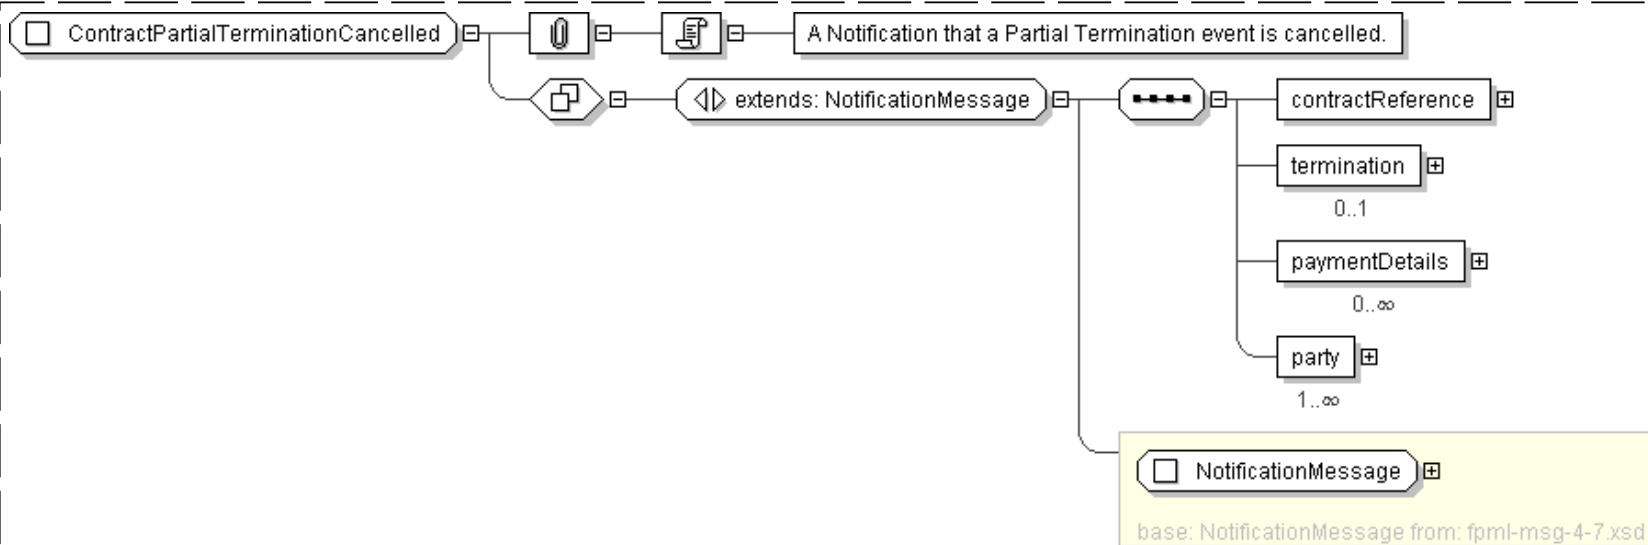 ContractPartialTerminationCancelled
A Notification that a Partial Termination event is cancelled.
extends: NotificationMessage
contractReference
termination
0..1
paymentDetails
0..∞
party
1..∞
NotificationMessage
base: NotificationMessage from: fpml-msg-4-7.xsd